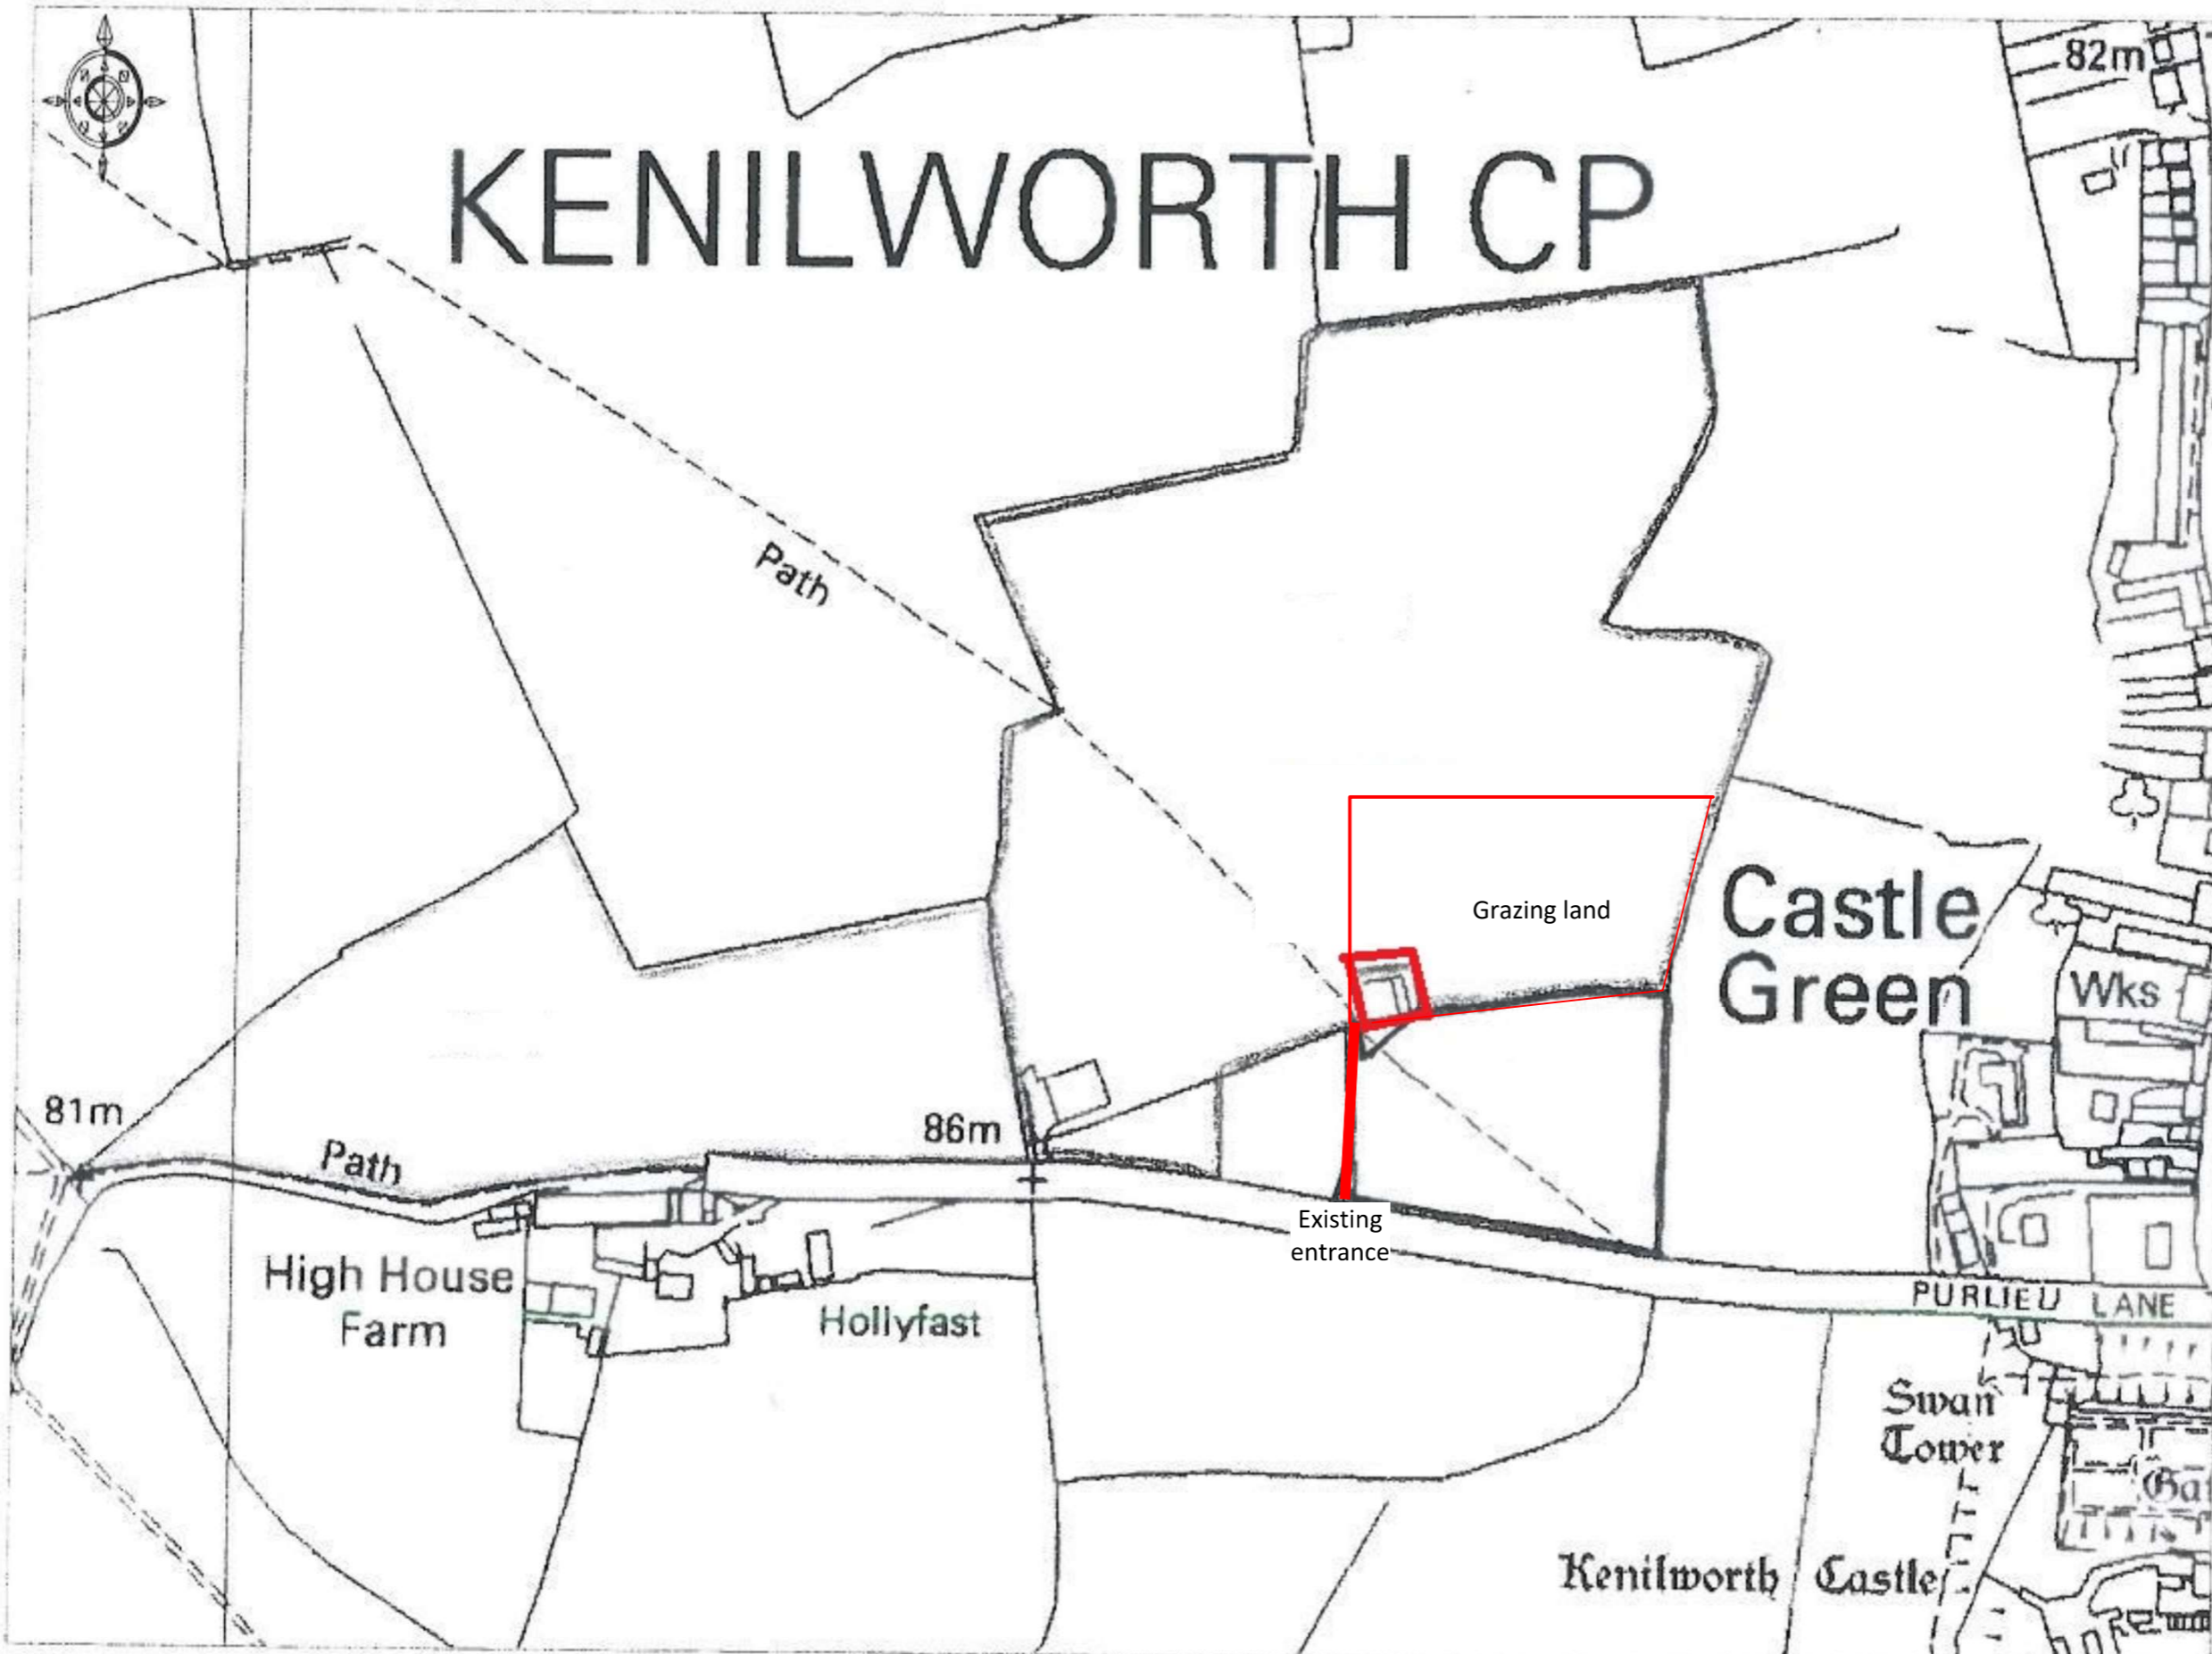 82m
KENILWORTH CP
Path
Grazing land
Castle
Green
Wks
81m
86m
Path
Existing
entrance
High House
Farm
Hollyfast
PURLIEU LANE
Swan
Tower
Kenilworth Castle